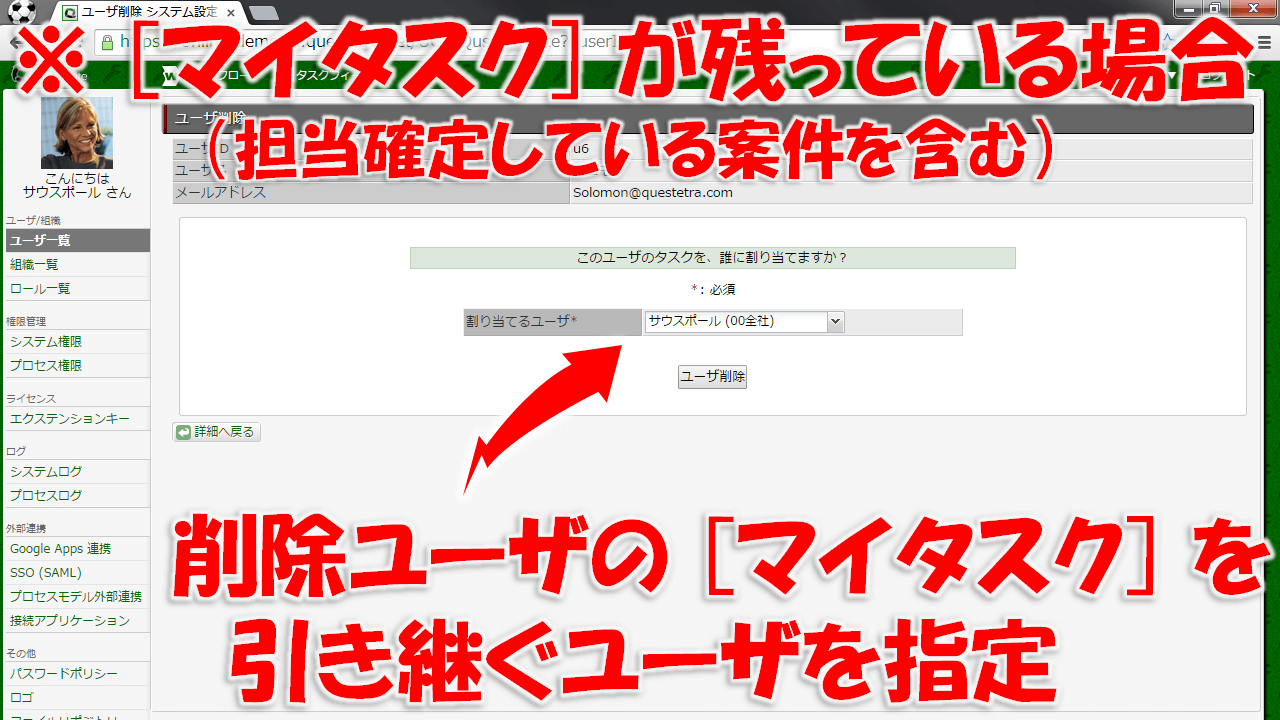 ユーザ削除 システム設定
※［マイタスク］が残っている場合
（担当確定している案件を含む）
ユーザ削除
u6
メールアドレス
Solomon@questetra.com
こんにちは
サウスポール さん
ユーザ/組織
ユーザ一覧
組織一覧
ロール一覧
権限管理
システム権限
プロセス権限
ライセンス
エクステンションキー
ログ
システムログ
プロセスログ
外部連携
Google Apps 連携
SSO (SAML)
プロセスモデル外部連携
接続アプリケーション
その他
パスワードポリシー
ロゴ
このユーザのタスクを、誰に割り当てますか？
*: 必須
割り当てるユーザ*
サウスポール (00全社)
ユーザ削除
詳細へ戻る
削除ユーザの［マイタスク］を
引き継ぐユーザを指定